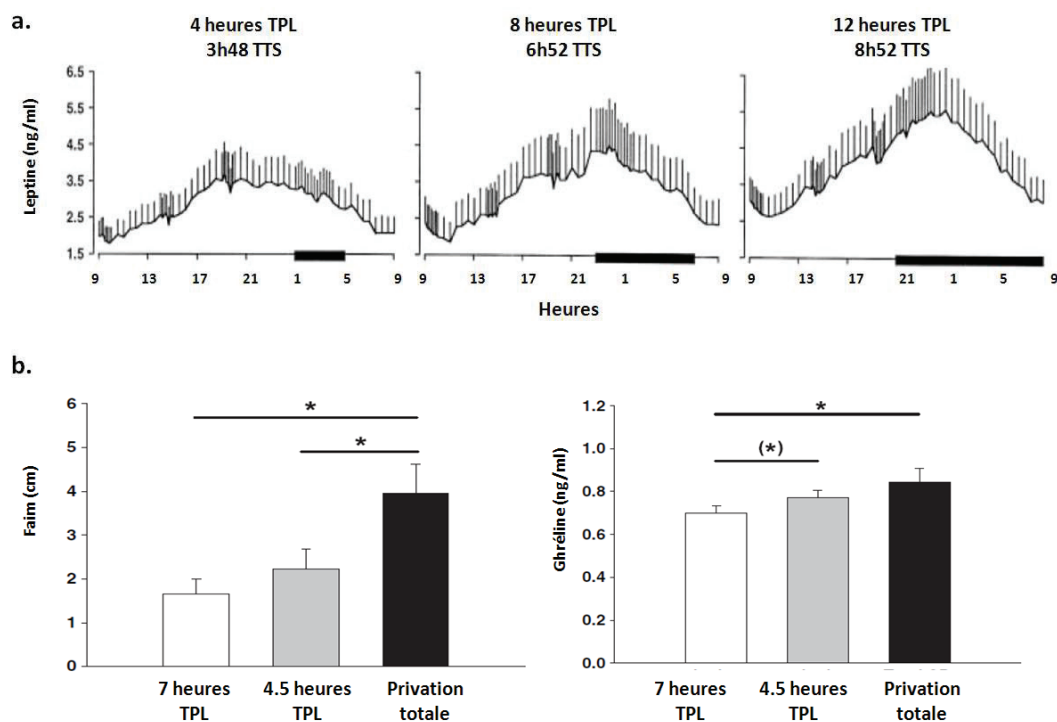 a.
4 heures TPL
3h48 TTS
8 heures TPL
6h52 TTS
12 heures TPL
8h52 TTS
Leptine (ng/ml)
6.5
5.5
4.5
3.5
2.5
1.5
9 13 17 21 1 5 9
9 13 17 21 1 5 9
9 13 17 21 1 5 9
Heures
b.
Faim (cm)
6
5
4
3
2
1
0
*
*
7 heures TPL
4.5 heures TPL
Privation totale
Ghréline (ng/ml)
1.2
1.0
0.8
0.6
0.4
0.2
0.0
*
(*)
7 heures TPL
4.5 heures TPL
Privation totale